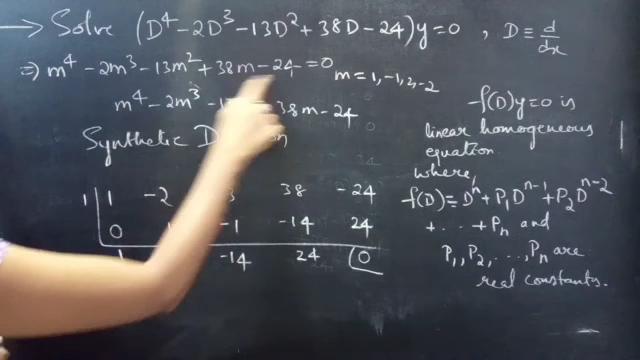 → Solve (D⁴ - 2D³ - 13D² + 38D - 24)y = 0 , D ≡ d/dx
⇒ m⁴ - 2m³ - 13m² + 38m - 24 = 0
m = 1, -1, 2, -2
m⁴ - 2m³ - 38m - 24
Synthetic D
1 | 1 -2 3 38 -24
0 -1 -14 24
-14 24 0
f(D)y = 0 is
linear homogeneous
equation
where,
f(D) = Dⁿ + P₁Dⁿ⁻¹ + P₂Dⁿ⁻²
+ ... + Pₙ and
P₁, P₂, ..., Pₙ are
real constants.